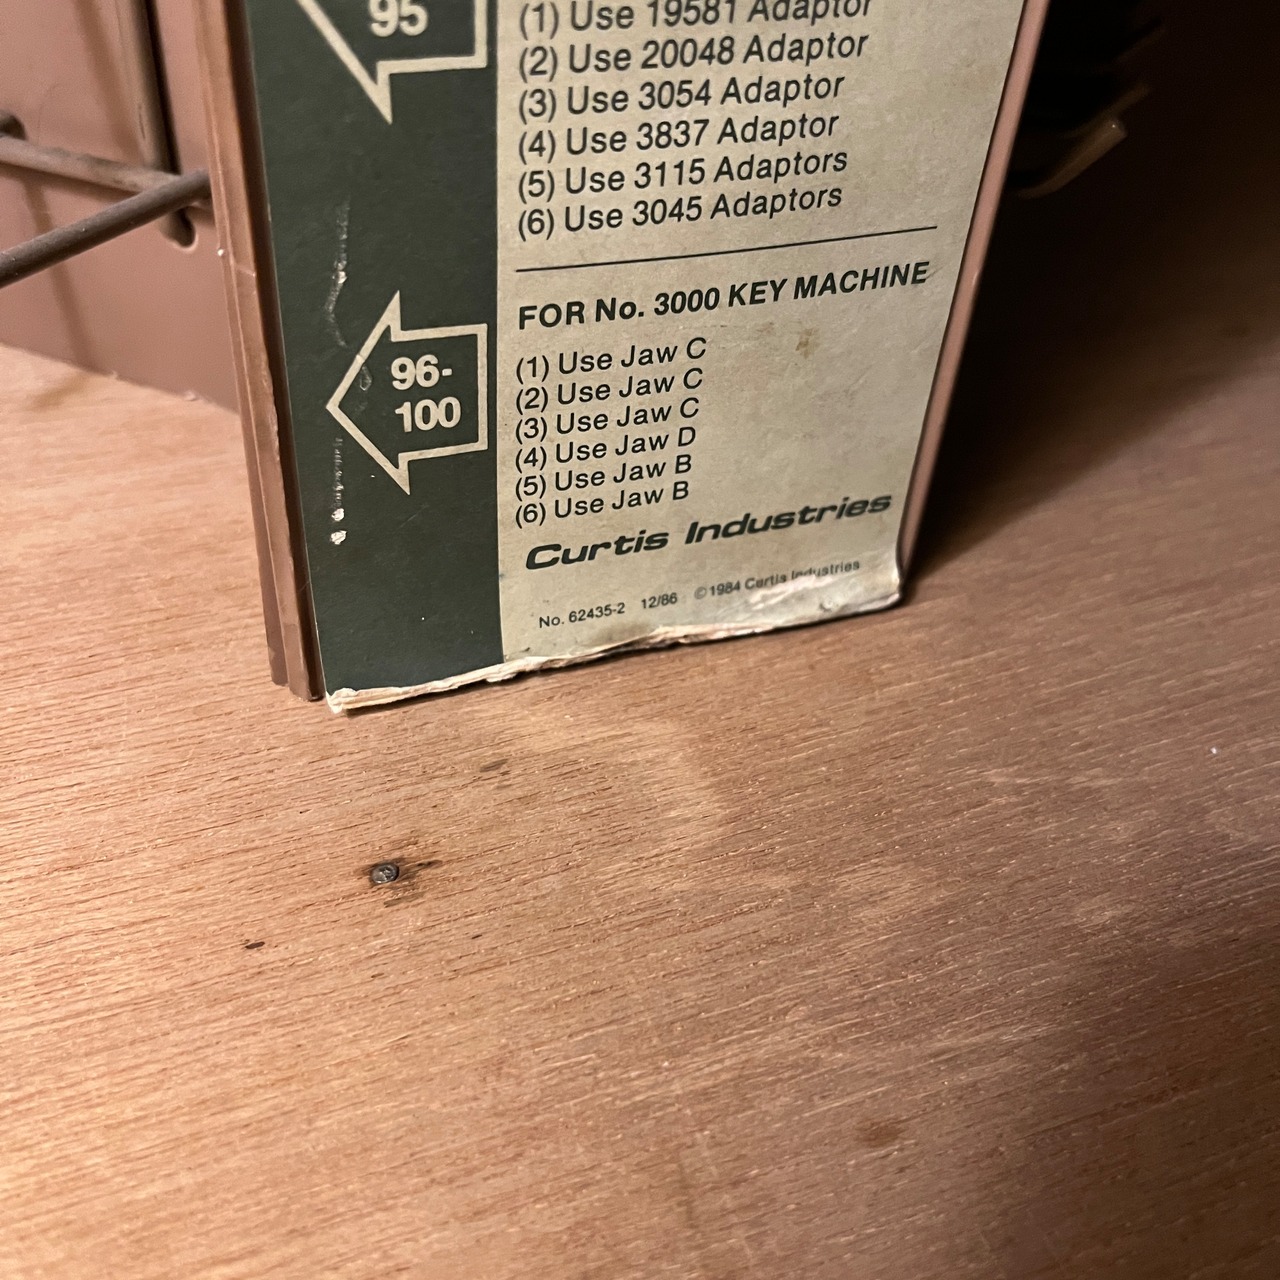 95
(1) Use 19581 Adaptor
(2) Use 20048 Adaptor
(3) Use 3054 Adaptor
(4) Use 3837 Adaptor
(5) Use 3115 Adaptors
(6) Use 3045 Adaptors
FOR No. 3000 KEY MACHINE
96-
100
(1) Use Jaw C
(2) Use Jaw C
(3) Use Jaw C
(4) Use Jaw D
(5) Use Jaw B
(6) Use Jaw B
Curtis Industries
No. 62435-2 12/86 ©1984 Curtis Industries